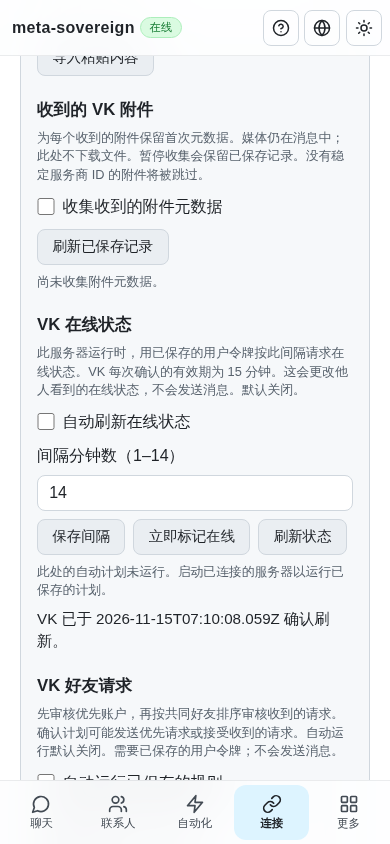 meta-sovereign 在线
导入粘贴内容
收到的 VK 附件
为每个收到的附件保留首次元数据。媒体仍在消息中；
此处不下载文件。暂停收集会保留已保存记录。没有稳
定服务商 ID 的附件将被跳过。
收集收到的附件元数据
刷新已保存记录
尚未收集附件元数据。
VK 在线状态
此服务器运行时，用已保存的用户令牌按此间隔请求在
线状态。VK 每次确认的有效期为 15 分钟。这会更改他
人看到的在线状态，不会发送消息。默认关闭。
自动刷新在线状态
间隔分钟数（1–14）
14
保存间隔 立即标记在线 刷新状态
此处的自动计划未运行。启动已连接的服务器以运行已
保存的计划。
VK 已于 2026-11-15T07:10:08.059Z 确认刷
新。
VK 好友请求
先审核优先账户，再按共同好友排序审核收到的请求。
确认计划可能发送优先请求或接受收到的请求。自动运
行默认关闭。需要已保存的用户令牌；不会发送消息。
自动运行已保存的规则
聊天 联系人 自动化 连接 更多